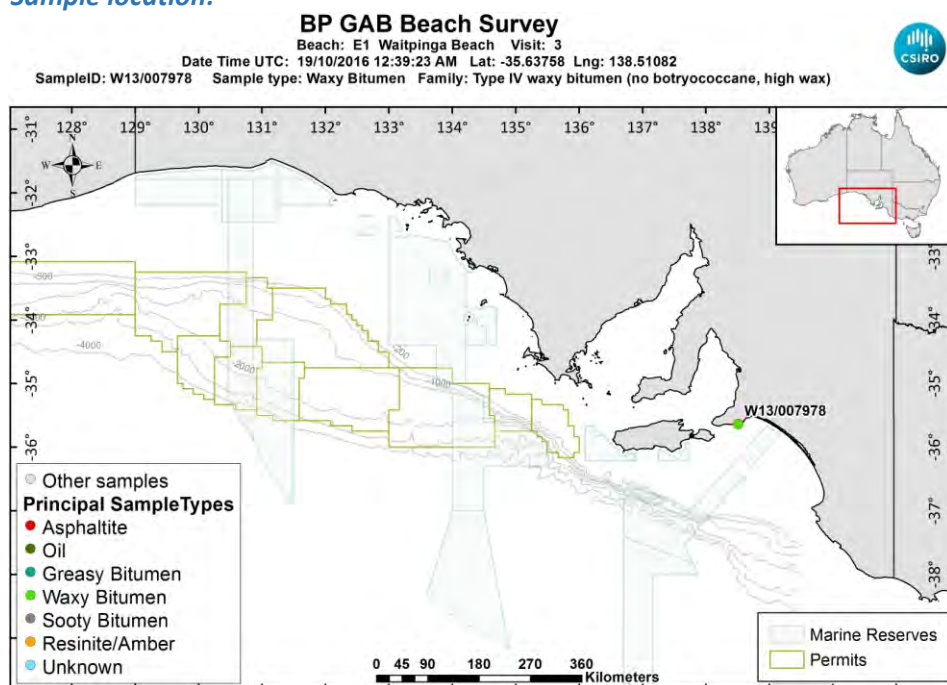 Sample location:
BP GAB Beach Survey
Beach: E1 Waitpinga Beach Visit: 3
Date Time UTC: 19/10/2016 12:39:23 AM Lat: -35.63758 Lng: 138.51082
SampleID: W13/007978 Sample type: Waxy Bitumen Family: Type IV waxy bitumen (no botryococcane, high wax)
CSIRO
128° 129° 130° 131° 132° 133° 134° 135° 136° 137° 138° 139
-31°
-32°
-33°
-34°
-35°
-36°
N
W E
S
-33°
-34°
-35°
-36°
-37°
-38°
-200
-1000
-2000
-4000
W13/007978
Other samples
Principal SampleTypes
Asphaltite
Oil
Greasy Bitumen
Waxy Bitumen
Sooty Bitumen
Resinite/Amber
Unknown
0 45 90 180 270 360
Kilometers
Marine Reserves
Permits